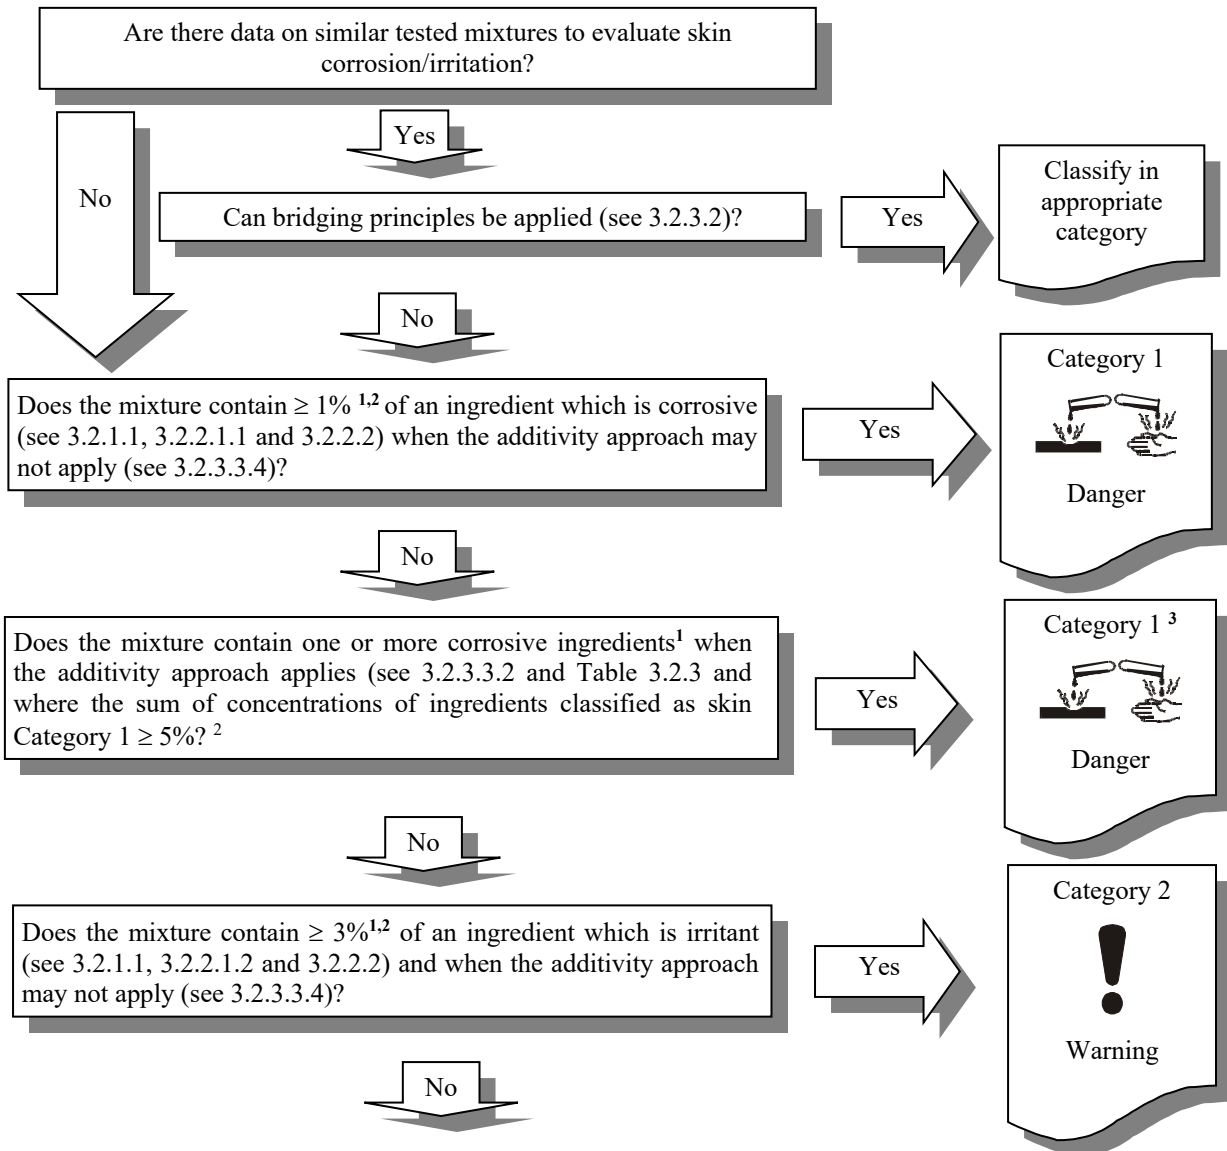 Are there data on similar tested mixtures to evaluate skin
corrosion/irritation?
Yes
No
Can bridging principles be applied (see 3.2.3.2)?
Yes
Classify in
appropriate
category
No
Does the mixture contain ≥ 1% 1,2 of an ingredient which is corrosive
(see 3.2.1.1, 3.2.2.1.1 and 3.2.2.2) when the additivity approach may
not apply (see 3.2.3.3.4)?
Yes
Category 1
Danger
No
Does the mixture contain one or more corrosive ingredients1 when
the additivity approach applies (see 3.2.3.3.2 and Table 3.2.3 and
where the sum of concentrations of ingredients classified as skin
Category 1 ≥ 5%? 2
Yes
Category 1 3
Danger
No
Does the mixture contain ≥ 3%1,2 of an ingredient which is irritant
(see 3.2.1.1, 3.2.2.1.2 and 3.2.2.2) and when the additivity approach
may not apply (see 3.2.3.3.4)?
Yes
Category 2
Warning
No